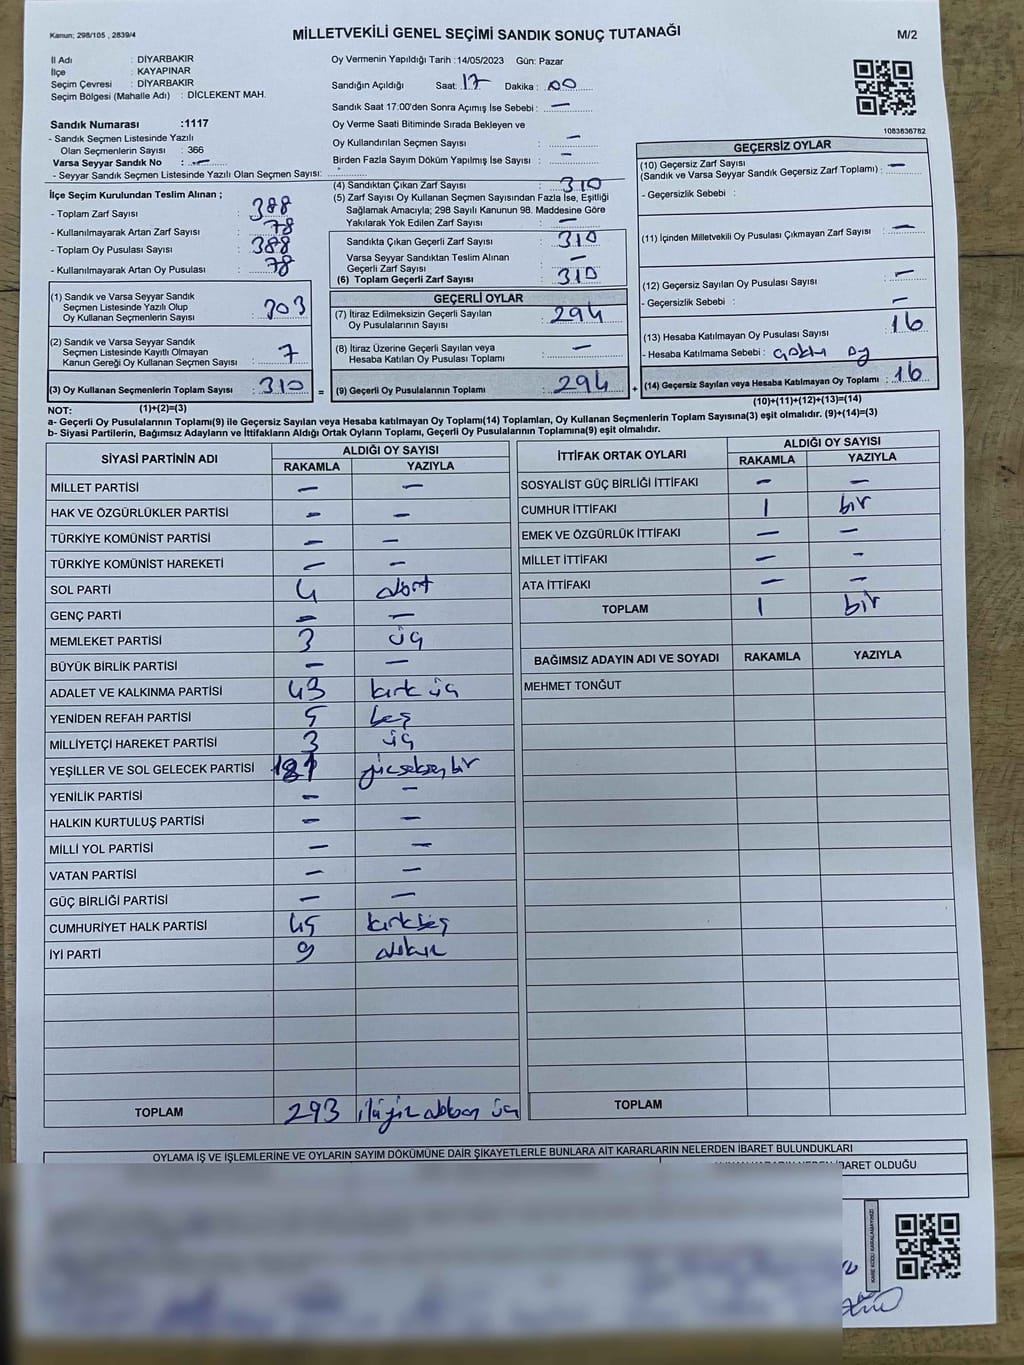 Kanun; 298/105 , 2839/4
MİLLETVEKİLİ GENEL SEÇİMİ SANDIK SONUÇ TUTANAĞI
M/2
İl Adı : DİYARBAKIR
İlçe : KAYAPINAR
Seçim Çevresi : DİYARBAKIR
Seçim Bölgesi (Mahalle Adı) : DİCLEKENT MAH.
Sandık Numarası :1117
- Sandık Seçmen Listesinde Yazılı
Olan Seçmenlerin Sayısı : 366
Varsa Seyyar Sandık No : -
- Seyyar Sandık Seçmen Listesinde Yazılı Olan Seçmen Sayısı:
Oy Vermenin Yapıldığı Tarih :14/05/2023 Gün: Pazar
Sandığın Açıldığı Saat: 17 Dakika : 00
Sandık Saat 17:00'den Sonra Açımış İse Sebebi : -
Oy Verme Saati Bitiminde Sırada Bekleyen ve
Oy Kullandırılan Seçmen Sayısı : -
Birden Fazla Sayım Döküm Yapılmış İse Sayısı : -
1083836782
İlçe Seçim Kurulundan Teslim Alınan ;
- Toplam Zarf Sayısı : 388
- Kullanılmayarak Artan Zarf Sayısı : 78
- Toplam Oy Pusulası Sayısı : 388
- Kullanılmayarak Artan Oy Pusulası : 78
(1) Sandık ve Varsa Seyyar Sandık
Seçmen Listesinde Yazılı Olup
Oy Kullanan Seçmenlerin Sayısı : 303
(2) Sandık ve Varsa Seyyar Sandık
Seçmen Listesinde Kayıtlı Olmayan
Kanun Gereği Oy Kullanan Seçmen Sayısı : 7
(3) Oy Kullanan Seçmenlerin Toplam Sayısı : 310
(1)+(2)=(3)
(4) Sandıktan Çıkan Zarf Sayısı : 310
(5) Zarf Sayısı Oy Kullanan Seçmen Sayısından Fazla İse, Eşitliği
Sağlamak Amacıyla; 298 Sayılı Kanunun 98. Maddesine Göre
Yakılarak Yok Edilen Zarf Sayısı : -
Sandıkta Çıkan Geçerli Zarf Sayısı : 310
Varsa Seyyar Sandıktan Teslim Alınan
Geçerli Zarf Sayısı : -
(6) Toplam Geçerli Zarf Sayısı : 310
GEÇERLİ OYLAR
(7) İtiraz Edilmeksizin Geçerli Sayılan
Oy Pusulalarının Sayısı : 294
(8) İtiraz Üzerine Geçerli Sayılan veya
Hesaba Katılan Oy Pusulası Toplamı : -
= (9) Geçerli Oy Pusulalarının Toplamı : 294
GEÇERSİZ OYLAR
(10) Geçersiz Zarf Sayısı
(Sandık ve Varsa Seyyar Sandık Geçersiz Zarf Toplamı) : -
- Geçersizlik Sebebi :
(11) İçinden Milletvekili Oy Pusulası Çıkmayan Zarf Sayısı : -
(12) Geçersiz Sayılan Oy Pusulası Sayısı : -
- Geçersizlik Sebebi : -
(13) Hesaba Katılmayan Oy Pusulası Sayısı : 16
- Hesaba Katılmama Sebebi : oy
+ (14) Geçersiz Sayılan veya Hesaba Katılmayan Oy Toplamı : 16
(10)+(11)+(12)+(13)=(14)
NOT:
a- Geçerli Oy Pusulasının Toplamı(9) ile Geçersiz Sayılan veya Hesaba katılmayan Oy Toplamı(14) Toplamları, Oy Kullanan Seçmenlerin Toplam Sayısına(3) eşit olmalıdır. (9)+(14)=(3)
b- Siyasi Partilerin, Bağımsız Adayların ve İttifakların Aldığı Ortak Oyların Toplamı, Geçerli Oy Pusulalarının Toplamına(9) eşit olmalıdır.
SİYASİ PARTİNİN ADI ALDIĞI OY SAYISI
RAKAMLA YAZIYLA
MİLLET PARTİSİ - -
HAK VE ÖZGÜRLÜKLER PARTİSİ - -
TÜRKİYE KOMÜNİST PARTİSİ - -
TÜRKİYE KOMÜNİST HAREKETİ - -
SOL PARTİ 4 dört
GENÇ PARTİ - -
MEMLEKET PARTİSİ 3 üç
BÜYÜK BİRLİK PARTİSİ - -
ADALET VE KALKINMA PARTİSİ 43 kırk üç
YENİDEN REFAH PARTİSİ 5 beş
MİLLİYETÇİ HAREKET PARTİSİ 3 üç
YEŞİLLER VE SOL GELECEK PARTİSİ 181 yüzseksenbir
YENİLİK PARTİSİ - -
HALKIN KURTULUŞ PARTİSİ - -
MİLLİ YOL PARTİSİ - -
VATAN PARTİSİ - -
GÜÇ BİRLİĞİ PARTİSİ - -
CUMHURİYET HALK PARTİSİ 45 kırkbeş
İYİ PARTİ 9 dokuz
TOPLAM 293 ikiyüz doksan üç
İTTİFAK ORTAK OYLARI ALDIĞI OY SAYISI
RAKAMLA YAZIYLA
SOSYALİST GÜÇ BİRLİĞİ İTTİFAKI - -
CUMHUR İTTİFAKI 1 bir
EMEK VE ÖZGÜRLÜK İTTİFAKI - -
MİLLET İTTİFAKI - -
ATA İTTİFAKI - -
TOPLAM 1 bir
BAĞIMSIZ ADAYIN ADI VE SOYADI RAKAMLA YAZIYLA
MEHMET TONĞUT
TOPLAM
OYLAMA İŞ VE İŞLEMLERİNE VE OYLARIN SAYIM DÖKÜMÜNE DAİR ŞİKAYETLERLE BUNLARA AİT KARARLARIN NELERDEN İBARET BULUNDUKLARI
İBARET OLDUĞU